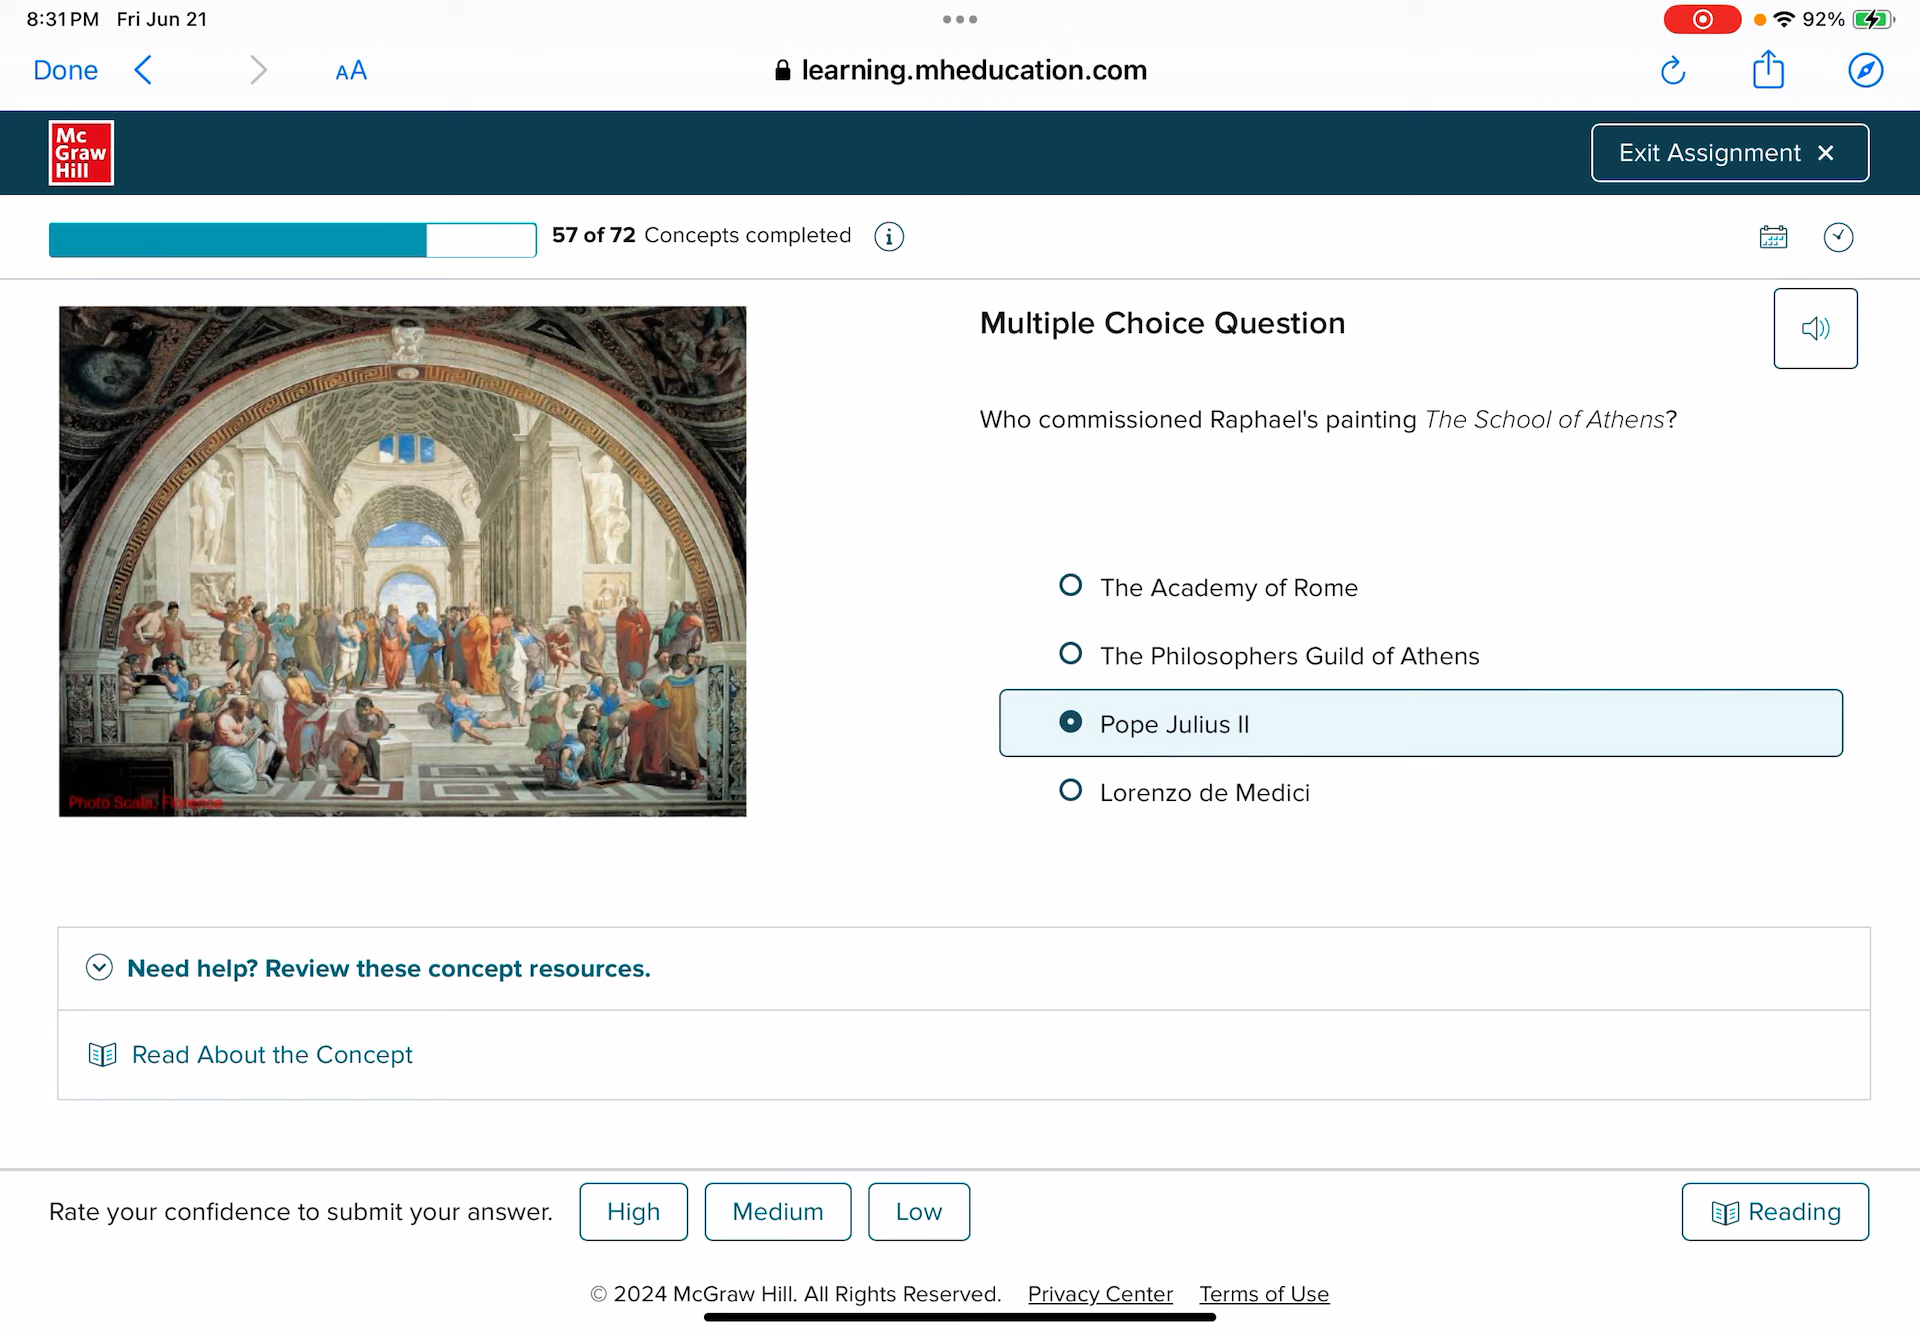 8:31 PM Fri Jun 21
92%
Done
AA
learning.mheducation.com
Mc
Graw
Hill
Exit Assignment
57 of 72 Concepts completed
Multiple Choice Question
Who commissioned Raphael's painting The School of Athens?
The Academy of Rome
The Philosophers Guild of Athens
Pope Julius II
Lorenzo de Medici
Photo Scala, Florence
Need help? Review these concept resources.
Read About the Concept
Rate your confidence to submit your answer.
High
Medium
Low
Reading
© 2024 McGraw Hill. All Rights Reserved. Privacy Center Terms of Use